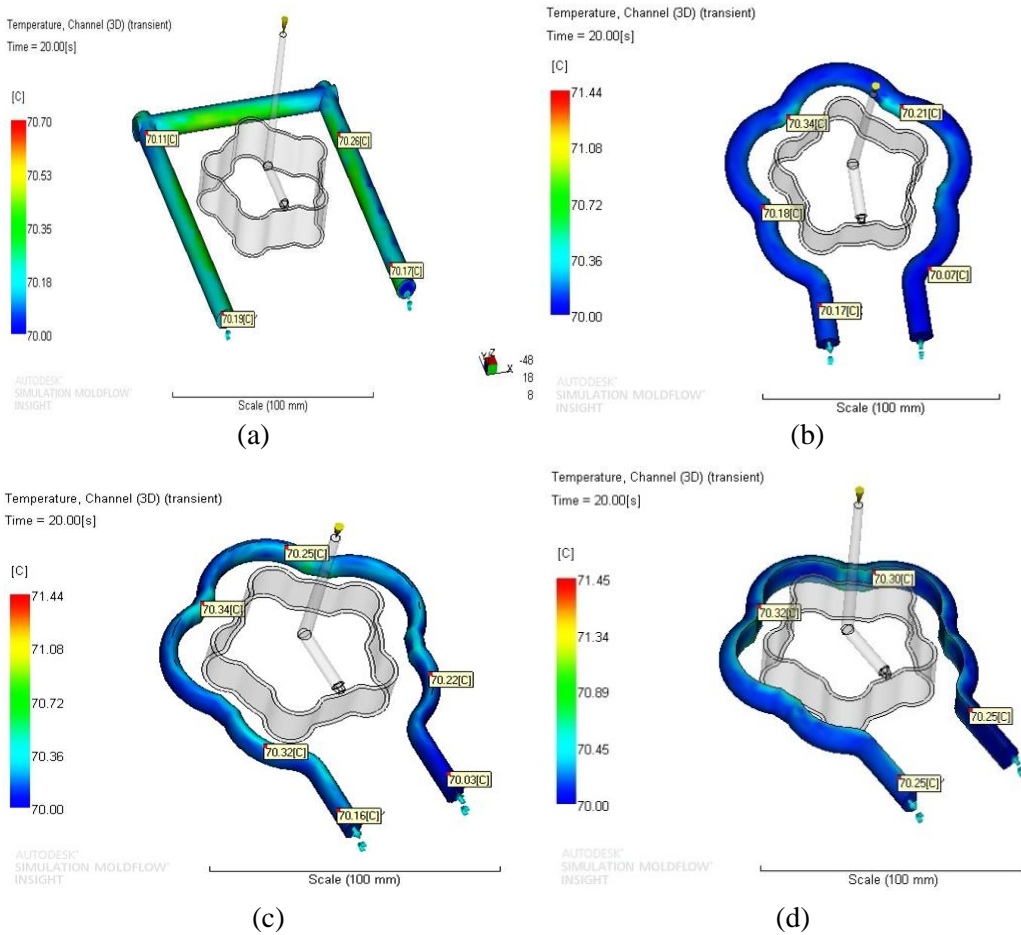 Temperature, Channel (3D) (transient)
Time = 20.00[s]
[C]
70.70
70.53
70.35
70.18
70.00
70.11[C]
70.26[C]
70.17[C]
70.19[C]
Y Z
X
-48
18
8
AUTODESK®
SIMULATION MOLDFLOW®
INSIGHT
Scale (100 mm)
(a)
Temperature, Channel (3D) (transient)
Time = 20.00[s]
[C]
71.44
71.08
70.72
70.36
70.00
70.34[C]
70.21[C]
70.18[C]
70.07[C]
70.17[C]
AUTODESK®
SIMULATION MOLDFLOW®
INSIGHT
Scale (100 mm)
(b)
Temperature, Channel (3D) (transient)
Time = 20.00[s]
[C]
71.44
71.08
70.72
70.36
70.00
70.25[C]
70.34[C]
70.22[C]
70.32[C]
70.03[C]
70.16[C]
AUTODESK®
SIMULATION MOLDFLOW®
INSIGHT
Scale (100 mm)
(c)
Temperature, Channel (3D) (transient)
Time = 20.00[s]
[C]
71.45
71.34
70.89
70.45
70.00
70.30[C]
70.32[C]
70.25[C]
70.25[C]
AUTODESK®
SIMULATION MOLDFLOW®
INSIGHT
Scale (100 mm)
(d)